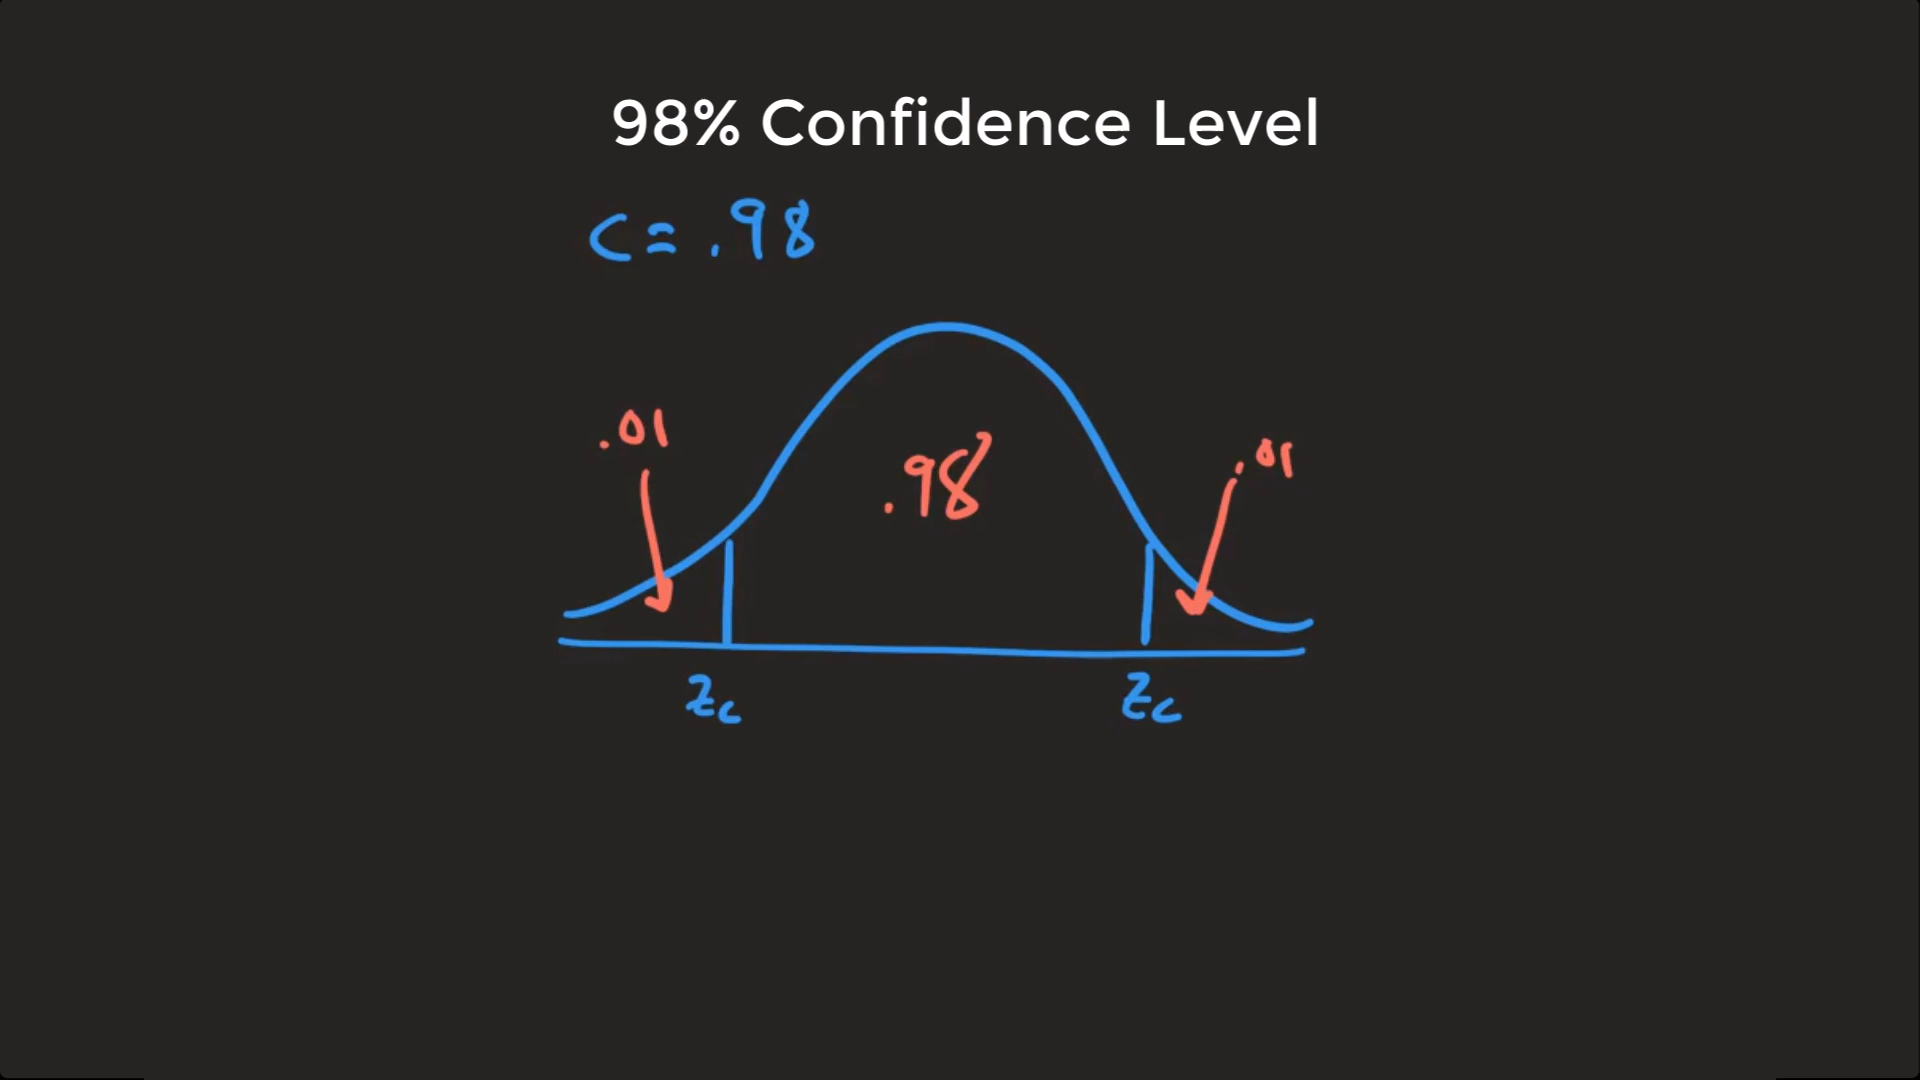 98% Confidence Level
c = .98
.01
.98
.01
Zc
Zc